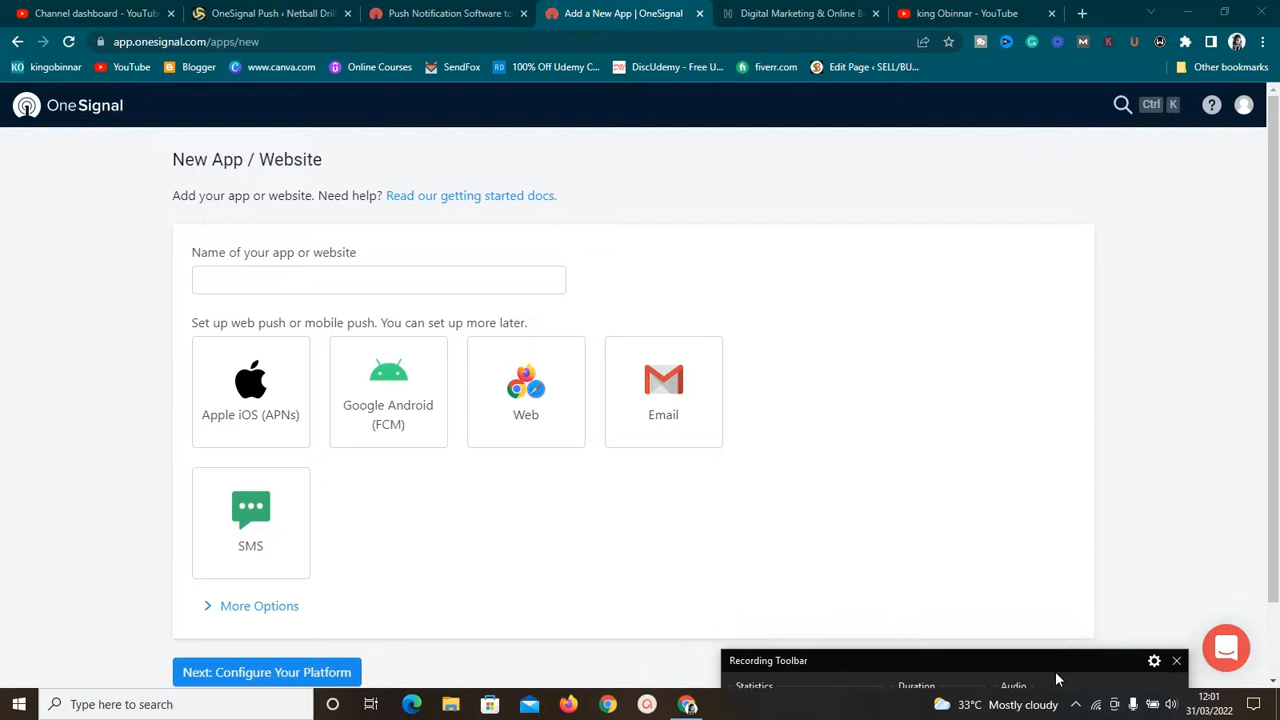 Channel dashboard - YouTub
OneSignal Push ‹ Netball Dril
Push Notification Software to
Add a New App | OneSignal
Digital Marketing & Online B
king Obinnar - YouTube
app.onesignal.com/apps/new
kingobinnar
YouTube
Blogger
www.canva.com
Online Courses
SendFox
100% Off Udemy C...
DiscUdemy - Free U...
fiverr.com
Edit Page ‹ SELL/BU...
Other bookmarks
OneSignal
Ctrl K
New App / Website
Add your app or website. Need help? Read our getting started docs.
Name of your app or website
Set up web push or mobile push. You can set up more later.
Apple iOS (APNs)
Google Android
(FCM)
Web
Email
SMS
More Options
Next: Configure Your Platform
Recording Toolbar
Statistics
Duration
Audio
Type here to search
33°C Mostly cloudy
12:01
31/03/2022